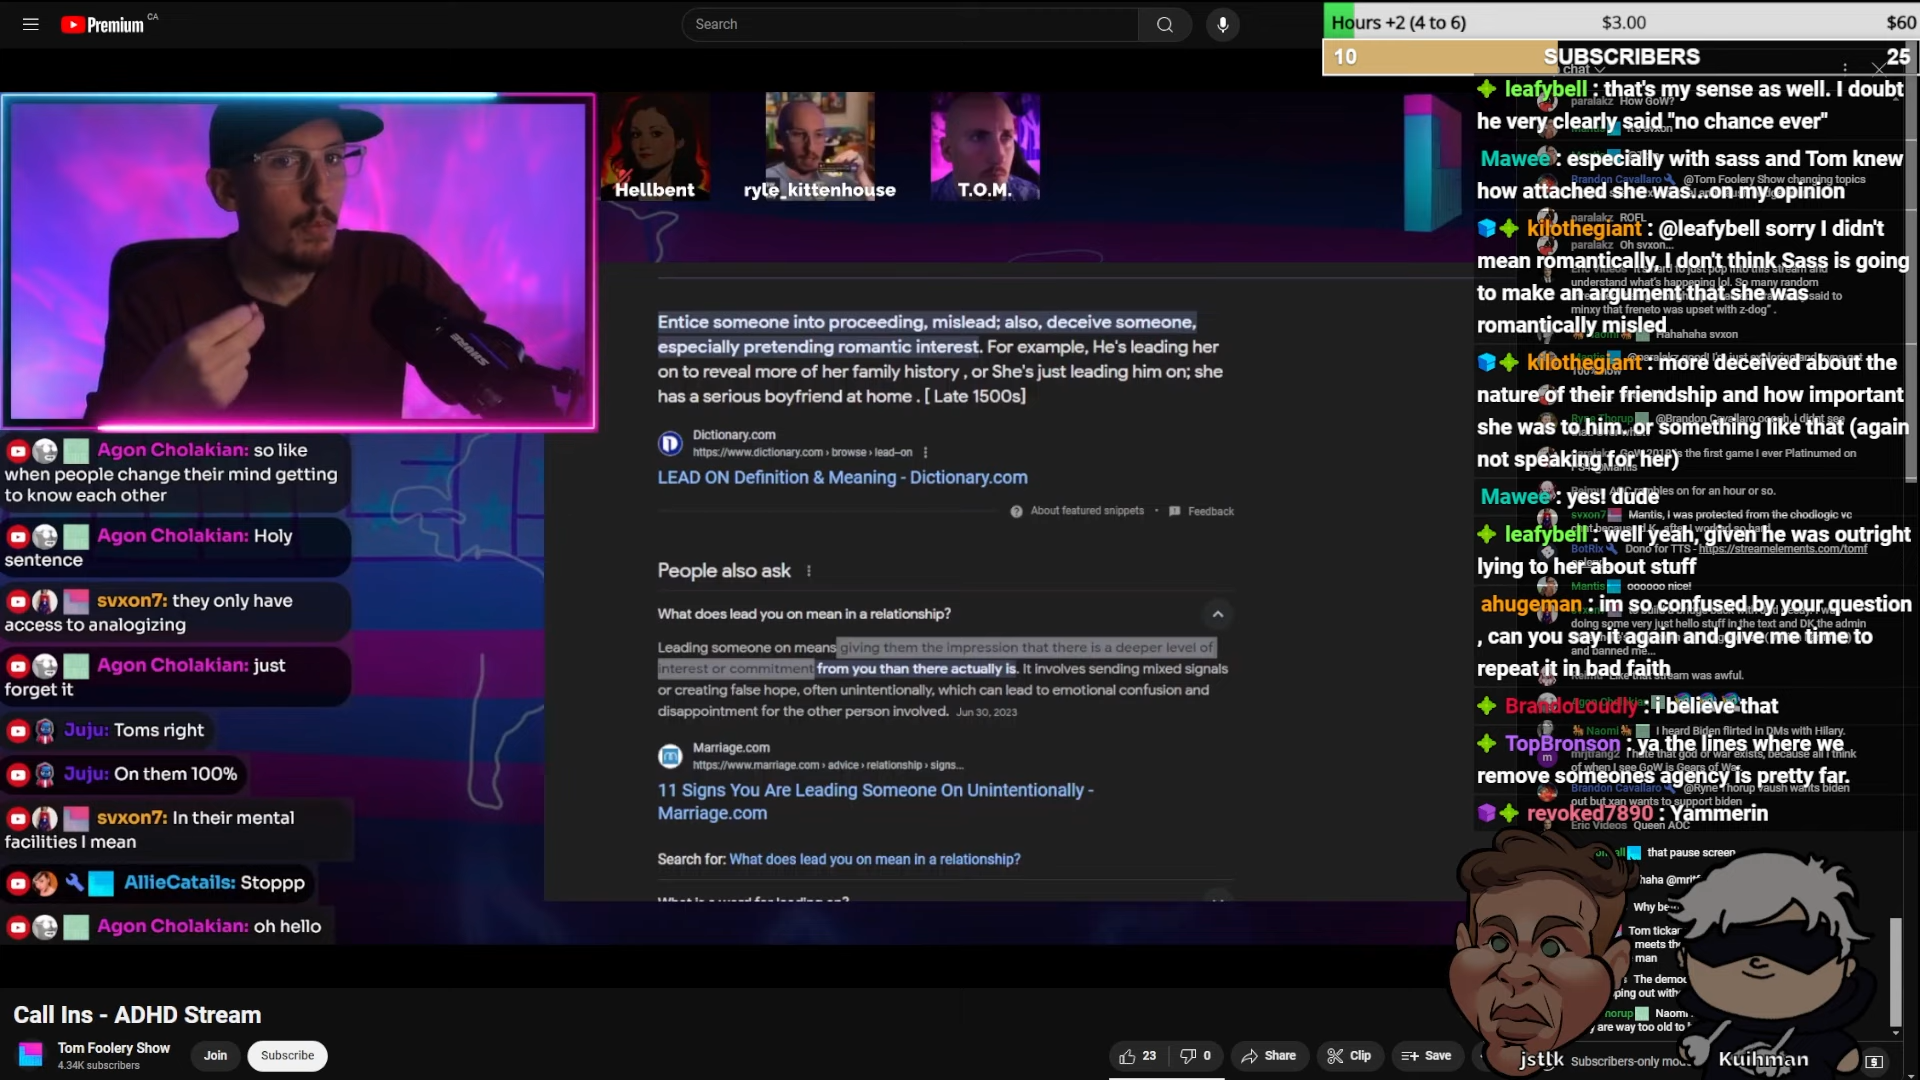 Premium CA
Search
Hours +2 (4 to 6) $3.00 $60
10 SUBSCRIBERS 25
Hellbent
ryle_kittenhouse
T.O.M.
Entice someone into proceeding, mislead; also, deceive someone,
especially pretending romantic interest. For example, He's leading her
on to reveal more of her family history , or She's just leading him on; she
has a serious boyfriend at home . [ Late 1500s]
Dictionary.com
https://www.dictionary.com › browse › lead--on
LEAD ON Definition & Meaning - Dictionary.com
About featured snippets • Feedback
People also ask
What does lead you on mean in a relationship?
Leading someone on means giving them the impression that there is a deeper level of
interest or commitment from you than there actually is. It involves sending mixed signals
or creating false hope, often unintentionally, which can lead to emotional confusion and
disappointment for the other person involved. Jun 30, 2023
Marriage.com
https://www.marriage.com › advice › relationship › signs...
11 Signs You Are Leading Someone On Unintentionally -
Marriage.com
Search for: What does lead you on mean in a relationship?
SHURE
Agon Cholakian: so like
when people change their mind getting
to know each other
Agon Cholakian: Holy
sentence
svxon7: they only have
access to analogizing
Agon Cholakian: just
forget it
Juju: Toms right
Juju: On them 100%
svxon7: In their mental
facilities I mean
AllieCatails: Stoppp
Agon Cholakian: oh hello
leafybell : that's my sense as well. I doubt
he very clearly said "no chance ever"
Mawee : especially with sass and Tom knew
how attached she was..on my opinion
kilothegiant : @leafybell sorry I didn't
mean romantically, I don't think Sass is going
to make an argument that she was
romantically misled
kilothegiant : more deceived about the
nature of their friendship and how important
she was to him, or something like that (again
not speaking for her)
Mawee : yes! dude
leafybell : well yeah, given he was outright
lying to her about stuff
ahugeman : im so confused by your question
, can you say it again and give me time to
repeat it in bad faith
BrandoLoudly : i believe that
TopBronson : ya the lines where we
remove someones agency is pretty far.
revoked7890 : Yammerin
that pause screen
jstlk
Kuihman
Call Ins - ADHD Stream
Tom Foolery Show
4.34K subscribers
Join
Subscribe
23
0
Share
Clip
Save